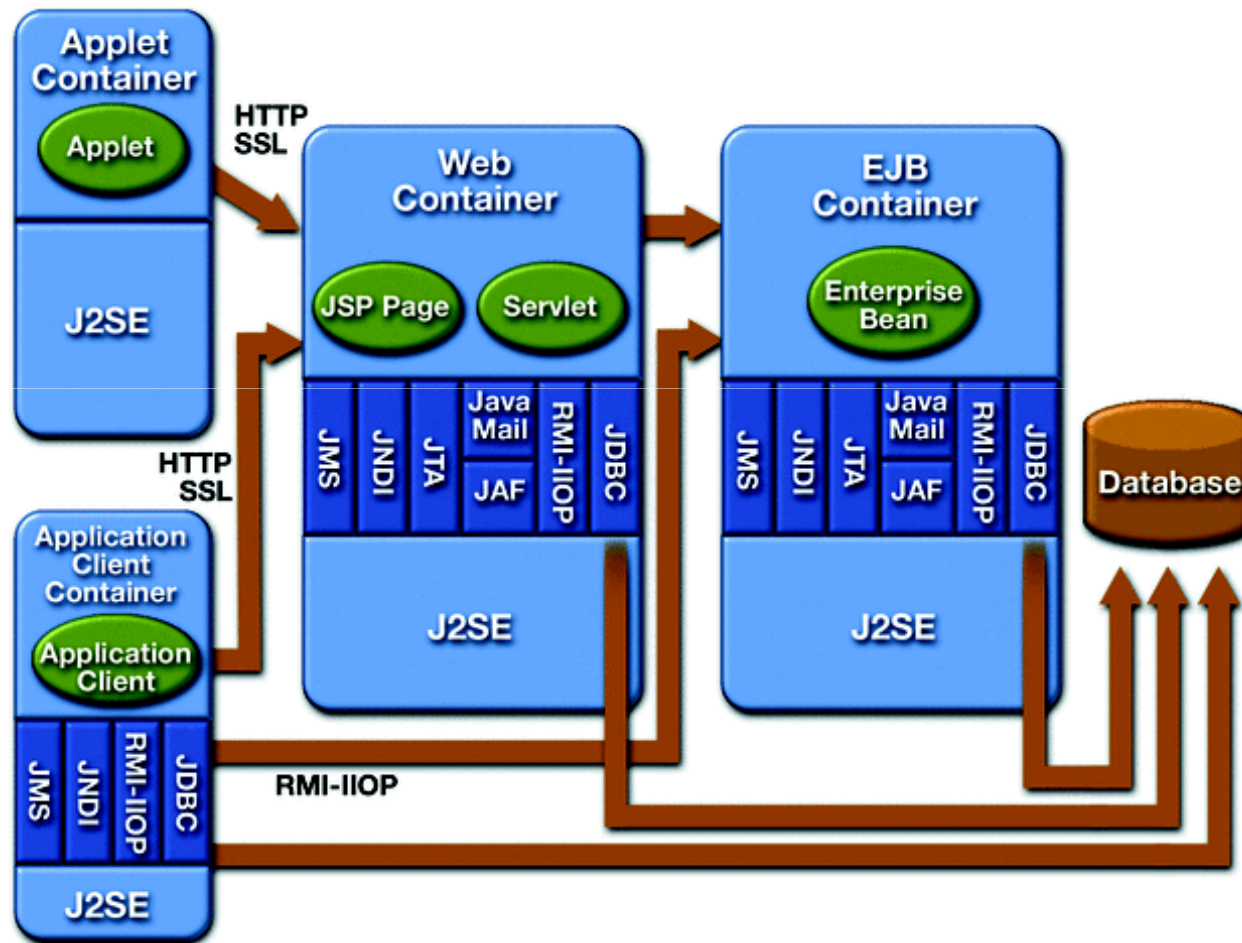 Applet
Container
Applet
J2SE
HTTP
SSL
Web
Container
JSP Page
Servlet
JMS
JNDI
JTA
Java
Mail
JAF
RMI-IIOP
JDBC
J2SE
EJB
Container
Enterprise
Bean
JMS
JNDI
JTA
Java
Mail
JAF
RMI-IIOP
JDBC
J2SE
Database
HTTP
SSL
Application
Client
Container
Application
Client
JMS
JNDI
RMI-IIOP
JDBC
J2SE
RMI-IIOP